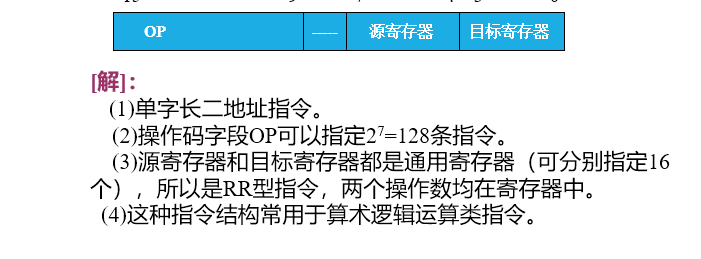 OP ----- 源寄存器 目标寄存器
[解]：
(1)单字长二地址指令。
(2)操作码字段OP可以指定2⁷=128条指令。
(3)源寄存器和目标寄存器都是通用寄存器（可分别指定16
个），所以是RR型指令，两个操作数均在寄存器中。
(4)这种指令结构常用于算术逻辑运算类指令。